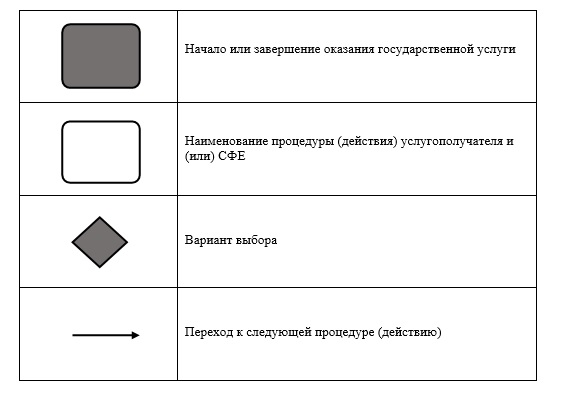 Начало или завершение оказания государственной услуги
Наименование процедуры (действия) услугополучателя и
(или) СФЕ
Вариант выбора
Переход к следующей процедуре (действию)